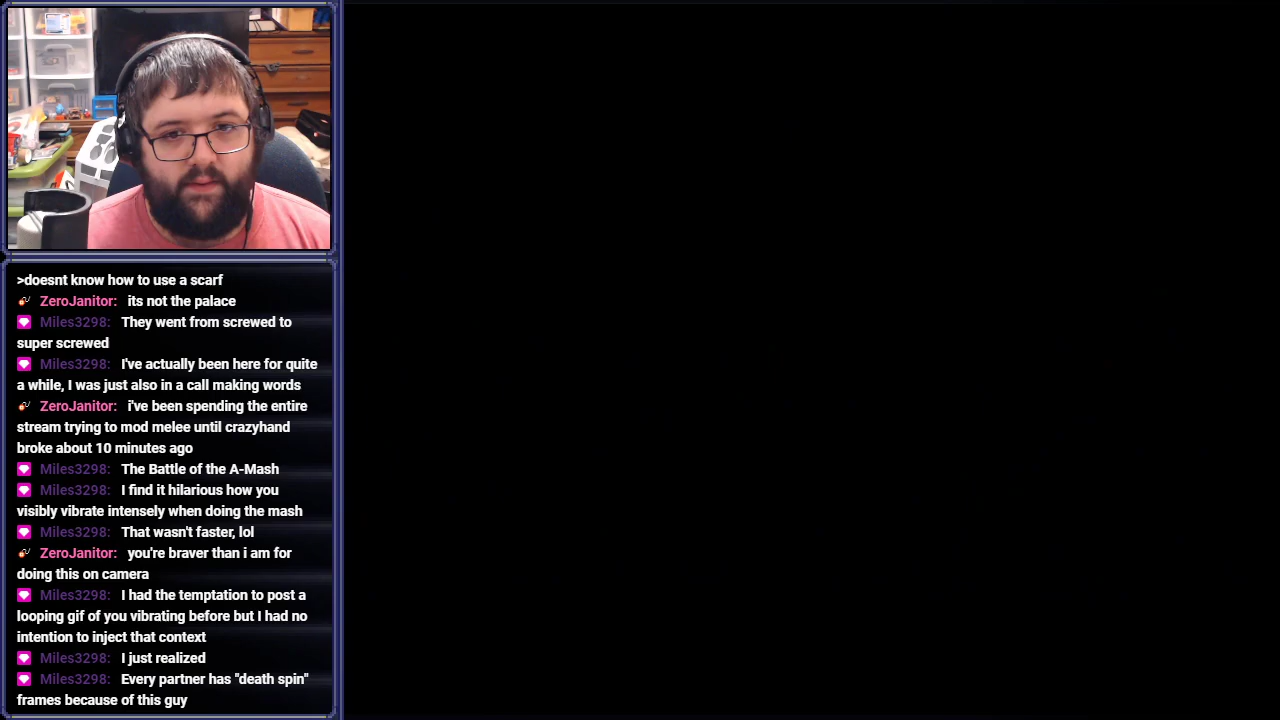 >doesnt know how to use a scarf
ZeroJanitor: its not the palace
Miles3298: They went from screwed to
super screwed
Miles3298: I've actually been here for quite
a while, I was just also in a call making words
ZeroJanitor: i've been spending the entire
stream trying to mod melee until crazyhand
broke about 10 minutes ago
Miles3298: The Battle of the A-Mash
Miles3298: I find it hilarious how you
visibly vibrate intensely when doing the mash
Miles3298: That wasn't faster, lol
ZeroJanitor: you're braver than i am for
doing this on camera
Miles3298: I had the temptation to post a
looping gif of you vibrating before but I had no
intention to inject that context
Miles3298: I just realized
Miles3298: Every partner has "death spin"
frames because of this guy